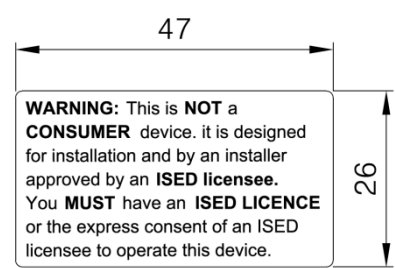 47
WARNING: This is NOT a
CONSUMER device. it is designed
for installation and by an installer
approved by an ISED licensee.
You MUST have an ISED LICENCE
or the express consent of an ISED
licensee to operate this device.
26